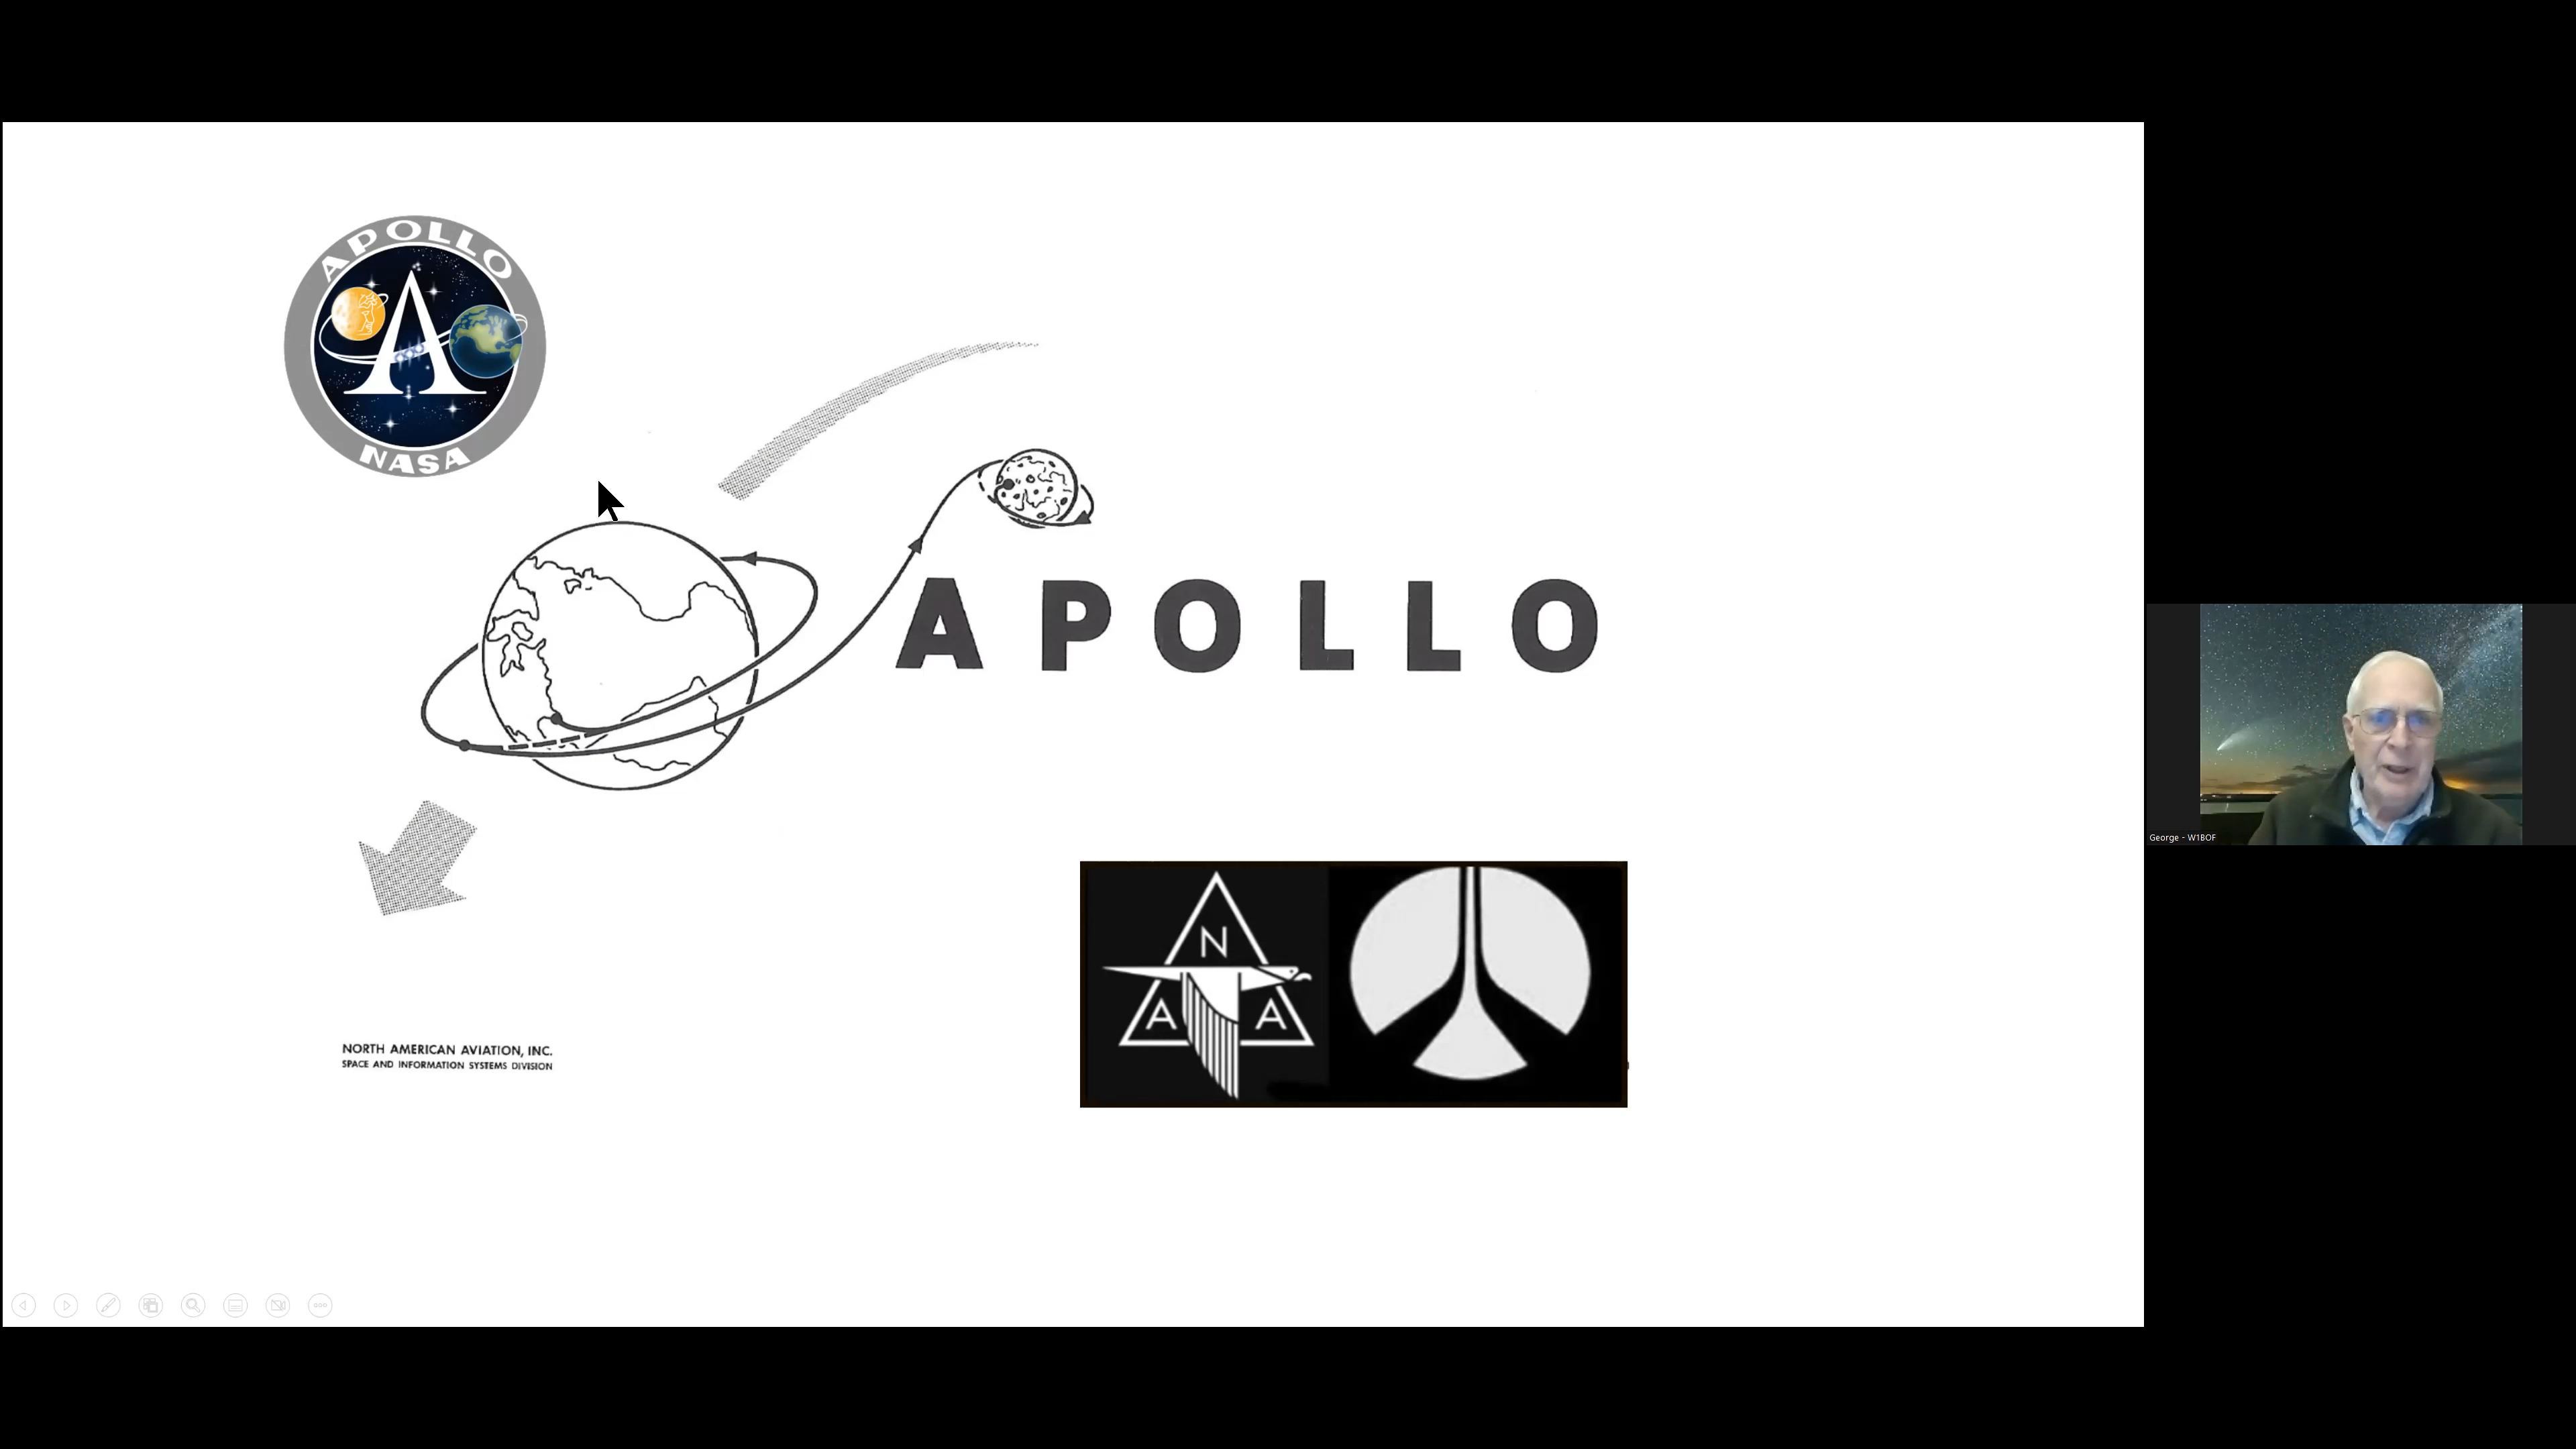 APOLLO
NASA
A
APOLLO
N
A A
NORTH AMERICAN AVIATION, INC.
SPACE AND INFORMATION SYSTEMS DIVISION
George - W1BOF